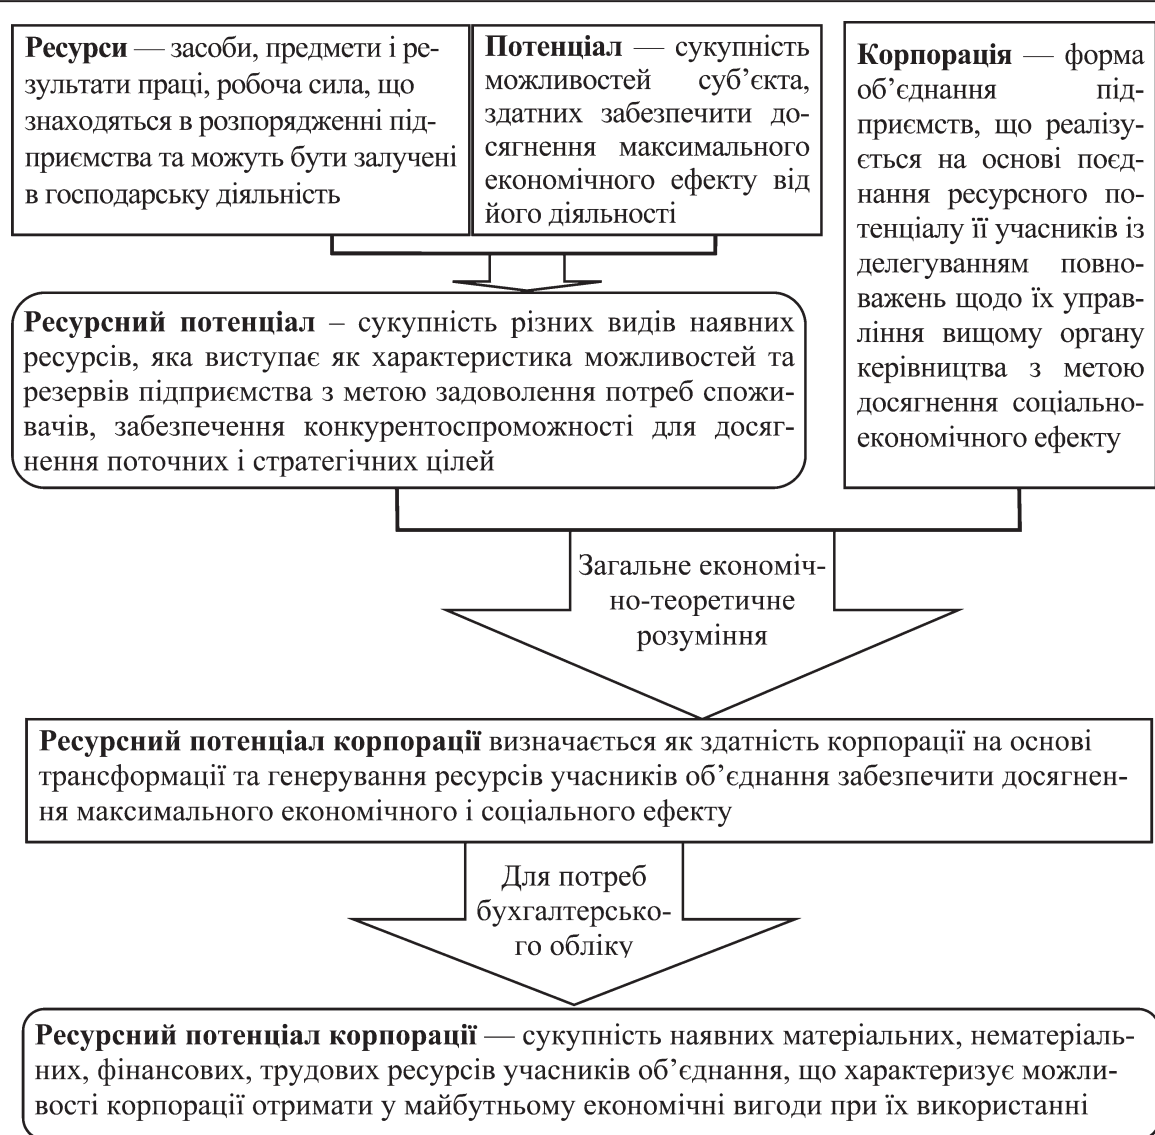 Ресурси — засоби, предмети і ре-
зультати праці, робоча сила, що
знаходяться в розпорядженні під-
приємства та можуть бути залучені
в господарську діяльність
Потенціал — сукупність
можливостей суб’єкта,
здатних забезпечити до-
сягнення максимального
економічного ефекту від
його діяльності
Корпорація — форма
об’єднання під-
приємств, що реалізу-
ється на основі поєд-
нання ресурсного по-
тенціалу її учасників із
делегуванням повно-
важень щодо їх управ-
ління вищому органу
керівництва з метою
досягнення соціально-
економічного ефекту
Ресурсний потенціал – сукупність різних видів наявних
ресурсів, яка виступає як характеристика можливостей та
резервів підприємства з метою задоволення потреб спожи-
вачів, забезпечення конкурентоспроможності для досяг-
нення поточних і стратегічних цілей
Загальне економіч-
но-теоретичне
розуміння
Ресурсний потенціал корпорації визначається як здатність корпорації на основі
трансформації та генерування ресурсів учасників об’єднання забезпечити досягнен-
ня максимального економічного і соціального ефекту
Для потреб
бухгалтерсько-
го обліку
Ресурсний потенціал корпорації — сукупність наявних матеріальних, нематеріаль-
них, фінансових, трудових ресурсів учасників об’єднання, що характеризує можли-
вості корпорації отримати у майбутньому економічні вигоди при їх використанні